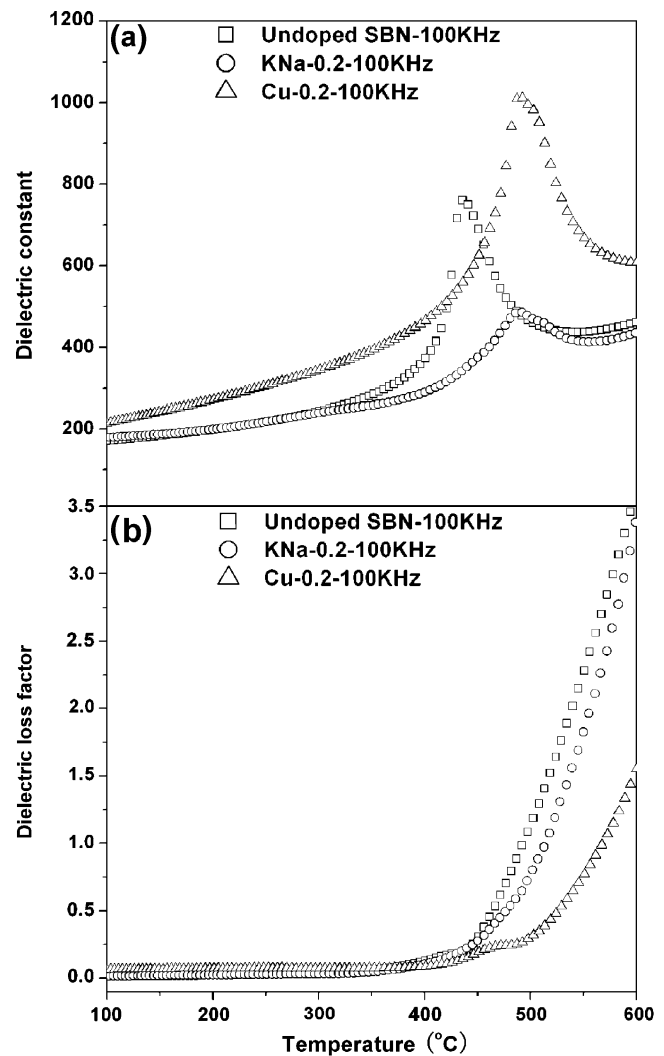 (a)
Undoped SBN-100KHz
KNa-0.2-100KHz
Cu-0.2-100KHz
1200
1000
800
600
400
200
Dielectric constant
(b)
Undoped SBN-100KHz
KNa-0.2-100KHz
Cu-0.2-100KHz
3.5
3.0
2.5
2.0
1.5
1.0
0.5
0.0
Dielectric loss factor
100 200 300 400 500 600
Temperature (°C)